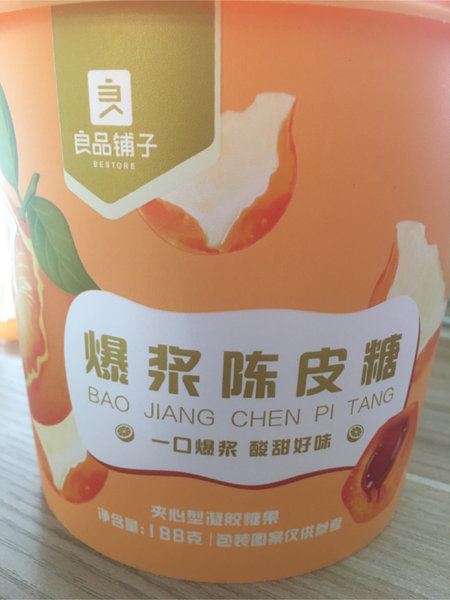 良品铺子
BESTORE
爆浆陈皮糖
BAO JIANG CHEN PI TANG
一口爆浆 酸甜好味
夹心型凝胶糖果
净含量:188克|包装图案仅供参考